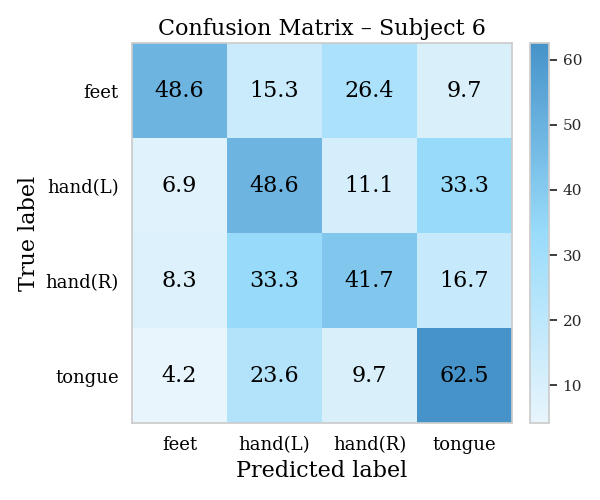 Confusion Matrix – Subject 6
feet 48.6 15.3 26.4 9.7
hand(L) 6.9 48.6 11.1 33.3
hand(R) 8.3 33.3 41.7 16.7
tongue 4.2 23.6 9.7 62.5
feet hand(L) hand(R) tongue
Predicted label
True label
60
50
40
30
20
10